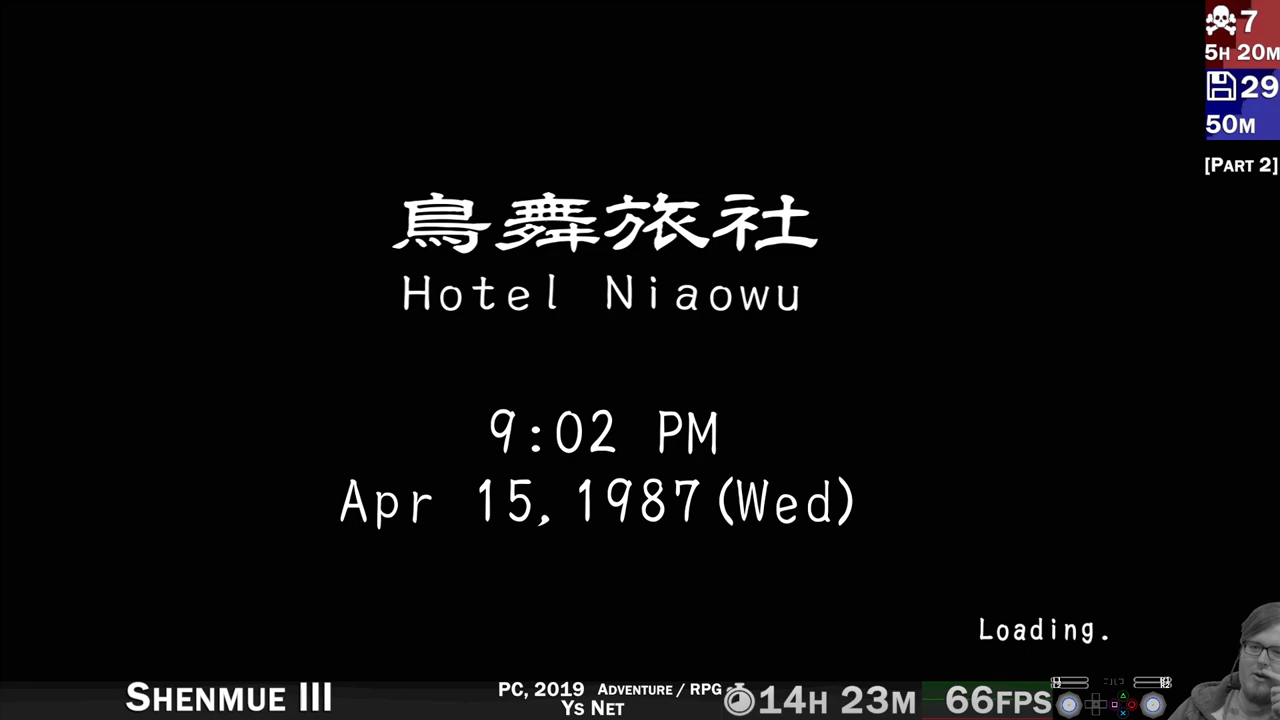 7
5H 20M
29
50M
[PART 2]
鳥舞旅社
Hotel Niaowu
9:02 PM
Apr 15,1987(Wed)
Loading.
SHENMUE III
PC, 2019 ADVENTURE / RPG
YS NET
14H 23M
66FPS